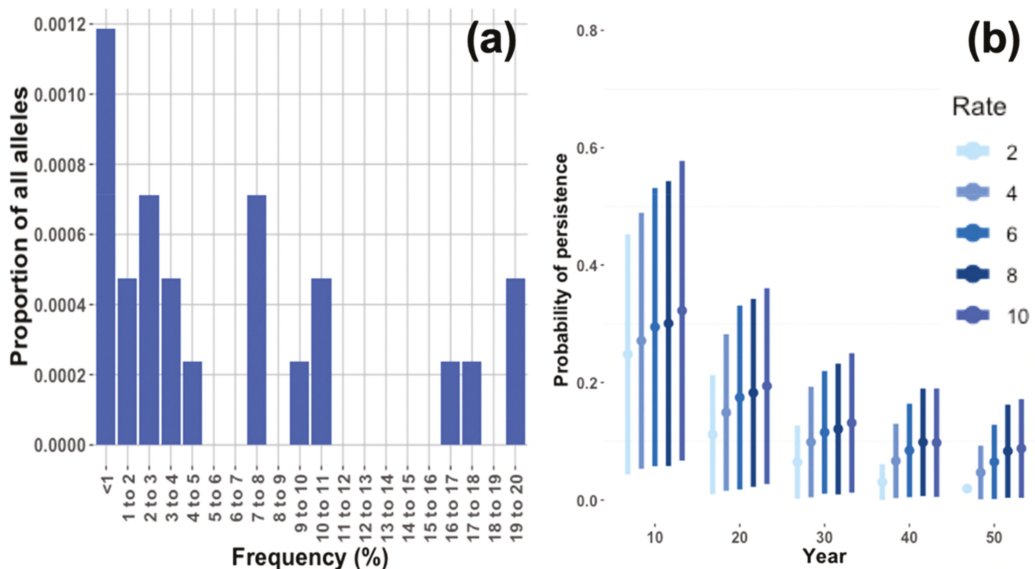 (a)
Proportion of all alleles
0.0012
0.0010
0.0008
0.0006
0.0004
0.0002
0.0000
<1
1 to 2
2 to 3
3 to 4
4 to 5
5 to 6
6 to 7
7 to 8
8 to 9
9 to 10
10 to 11
11 to 12
12 to 13
13 to 14
14 to 15
15 to 16
16 to 17
17 to 18
18 to 19
19 to 20
Frequency (%)
(b)
Probability of persistence
0.8
0.6
0.4
0.2
0.0
10
20
30
40
50
Year
Rate
2
4
6
8
10